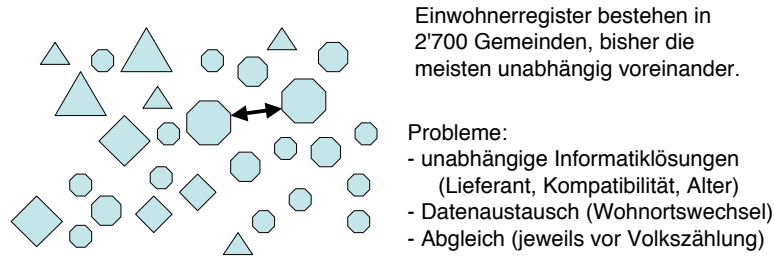 Einwohnerregister bestehen in
2'700 Gemeinden, bisher die
meisten unabhängig voreinander.
Probleme:
- unabhängige Informatiklösungen
(Lieferant, Kompatibilität, Alter)
- Datenaustausch (Wohnortswechsel)
- Abgleich (jeweils vor Volkszählung)